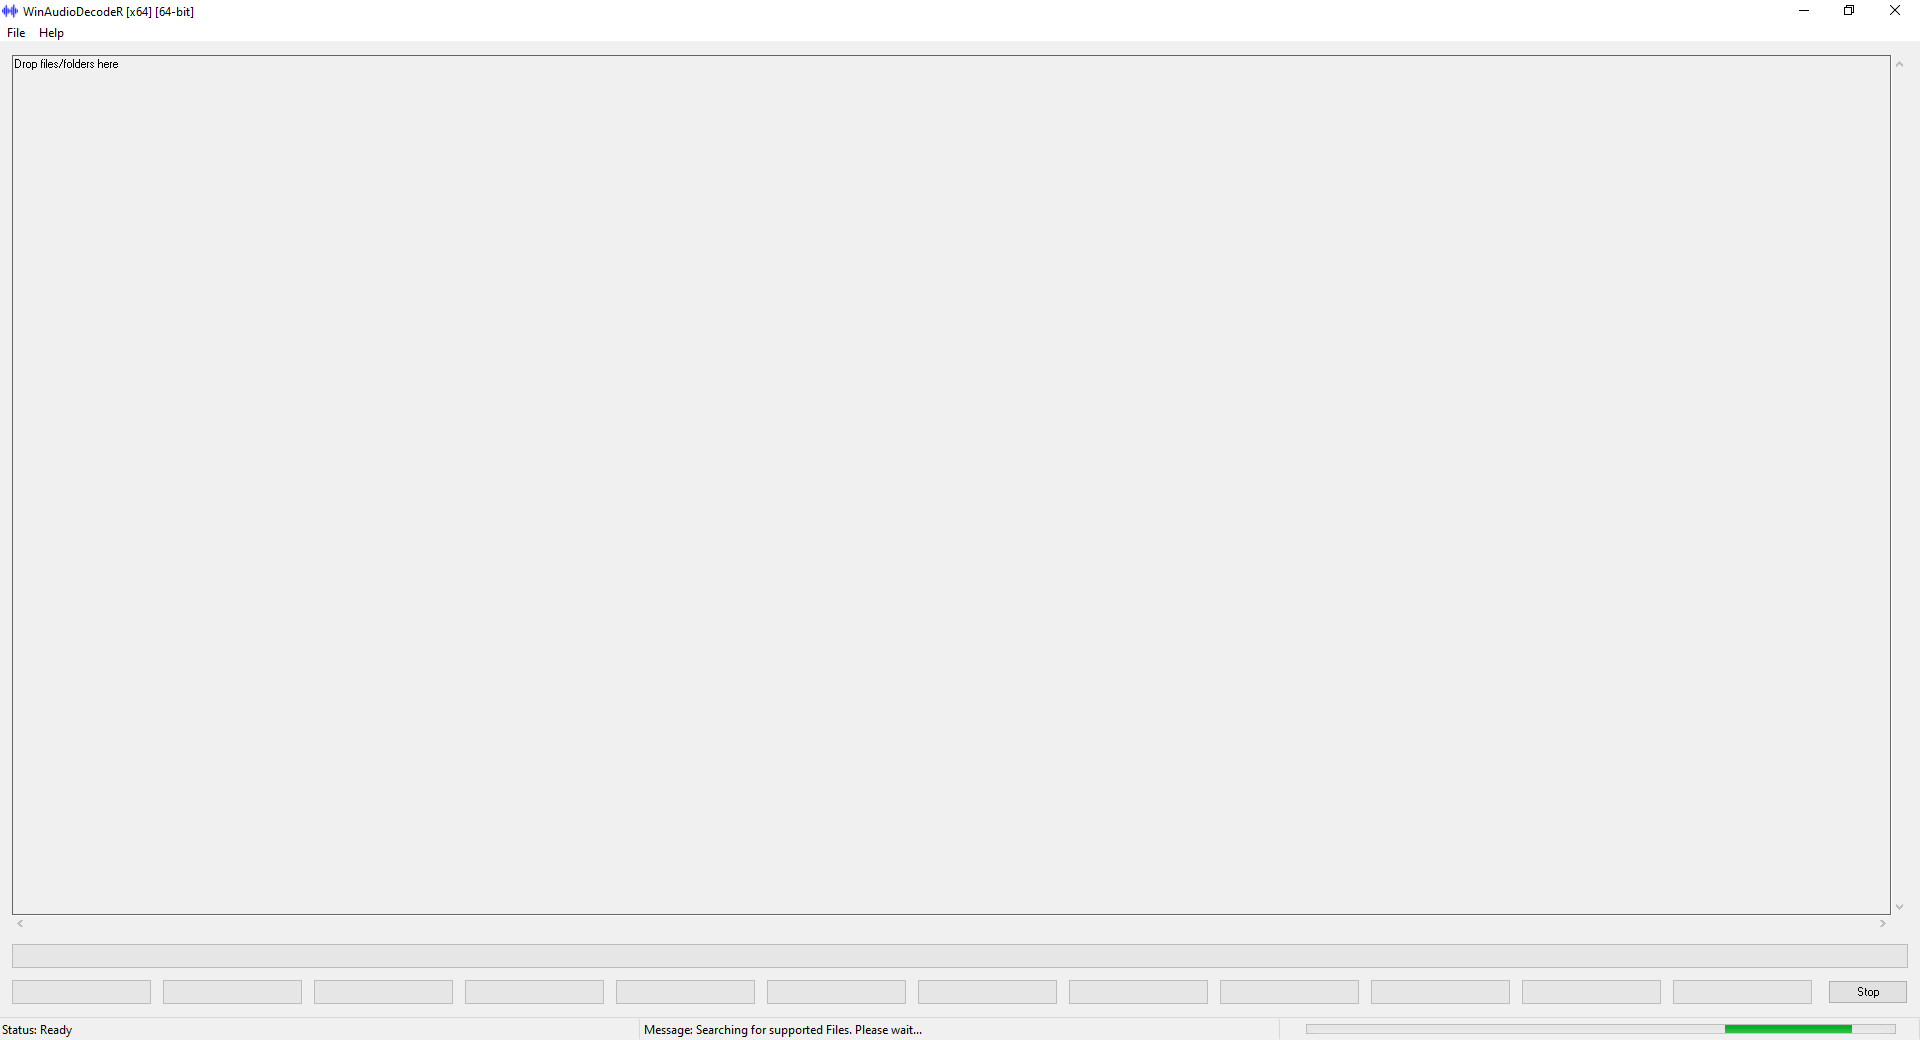 WinAudioDecodeR [x64] [64-bit]
File Help
Drop files/folders here
Stop
Status: Ready
Message: Searching for supported Files. Please wait...